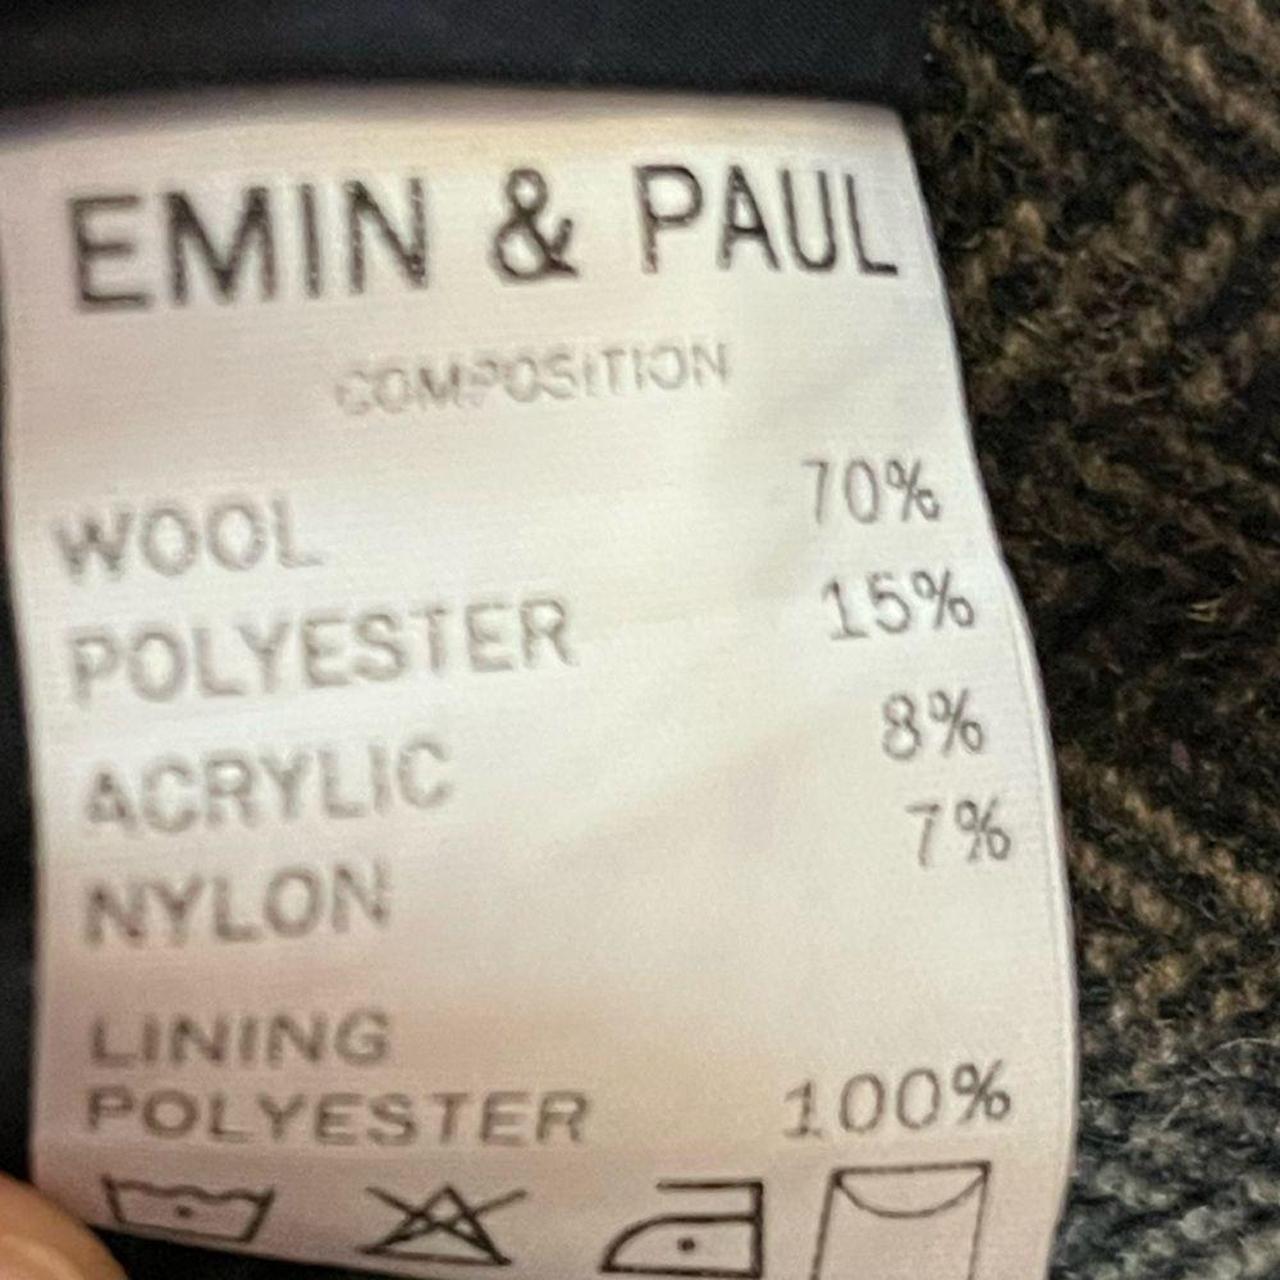 EMIN & PAUL
COMPOSITION
WOOL 70%
POLYESTER 15%
ACRYLIC 8%
NYLON 7%
LINING
POLYESTER 100%